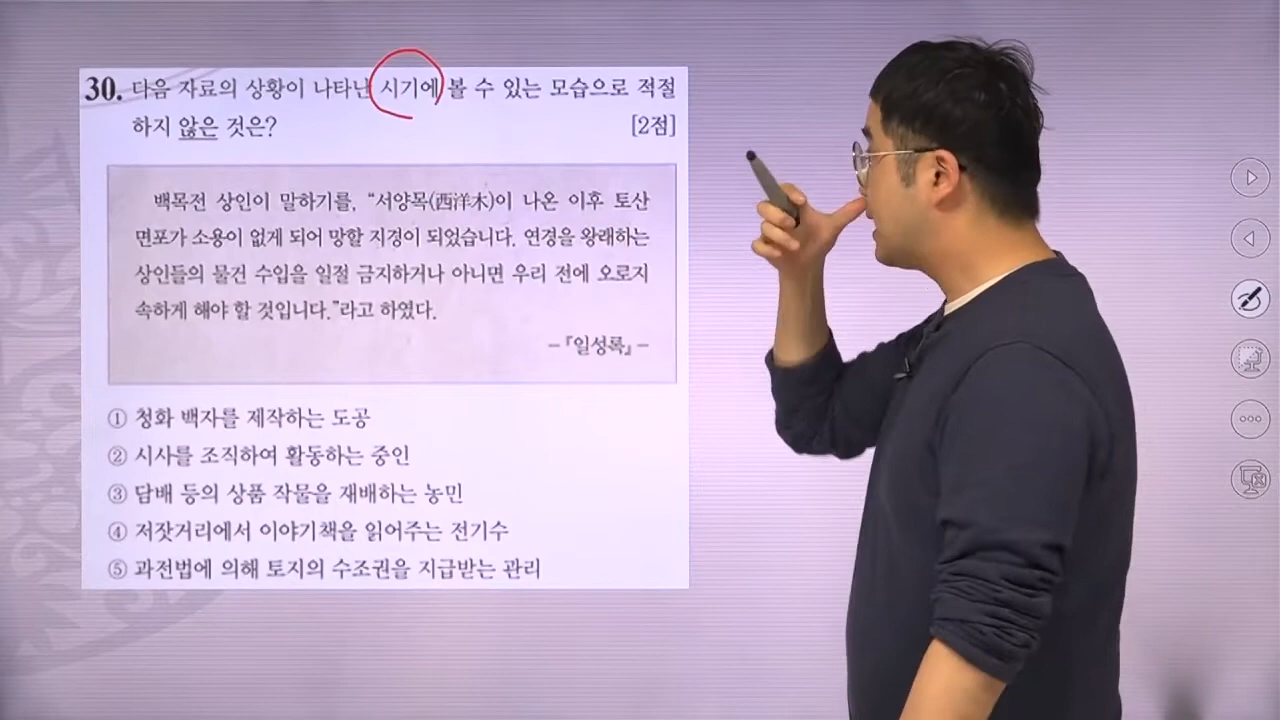 30. 다음 자료의 상황이 나타난 시기에 볼 수 있는 모습으로 적절
하지 않은 것은? [2점]
백목전 상인이 말하기를, “서양목(西洋木)이 나온 이후 토산
면포가 소용이 없게 되어 망할 지경이 되었습니다. 연경을 왕래하는
상인들의 물건 수입을 일절 금지하거나 아니면 우리 전에 오로지
속하게 해야 할 것입니다.”라고 하였다.
－『일성록』－
① 청화 백자를 제작하는 도공
② 시사를 조직하여 활동하는 중인
③ 담배 등의 상품 작물을 재배하는 농민
④ 저잣거리에서 이야기책을 읽어주는 전기수
⑤ 과전법에 의해 토지의 수조권을 지급받는 관리